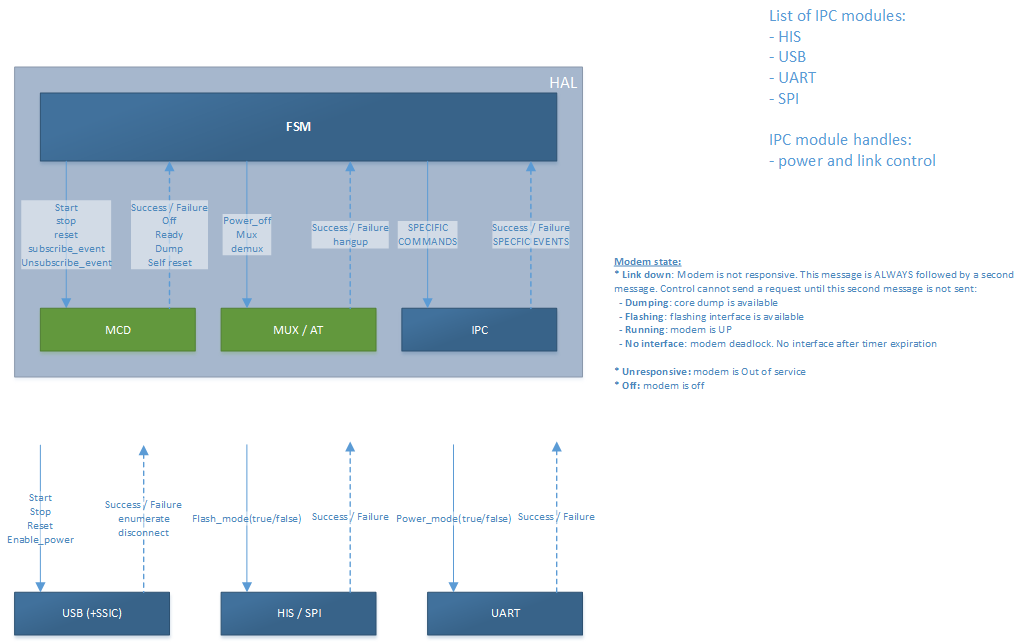 List of IPC modules:
- HIS
- USB
- UART
- SPI
IPC module handles:
- power and link control
HAL
FSM
Start
stop
reset
subscribe_event
Unsubscribe_event
Success / Failure
Off
Ready
Dump
Self reset
Power_off
Mux
demux
Success / Failure
hangup
SPECIFIC
COMMANDS
Success / Failure
SPECFIC EVENTS
MCD
MUX / AT
IPC
Modem state:
* Link down: Modem is not responsive. This message is ALWAYS followed by a second
message. Control cannot send a request until this second message is not sent:
- Dumping: core dump is available
- Flashing: flashing interface is available
- Running: modem is UP
- No interface: modem deadlock. No interface after timer expiration
* Unresponsive: modem is Out of service
* Off: modem is off
Start
Stop
Reset
Enable_power
Success / Failure
enumerate
disconnect
Flash_mode(true/false)
Success / Failure
Power_mode(true/false)
Success / Failure
USB (+SSIC)
HIS / SPI
UART